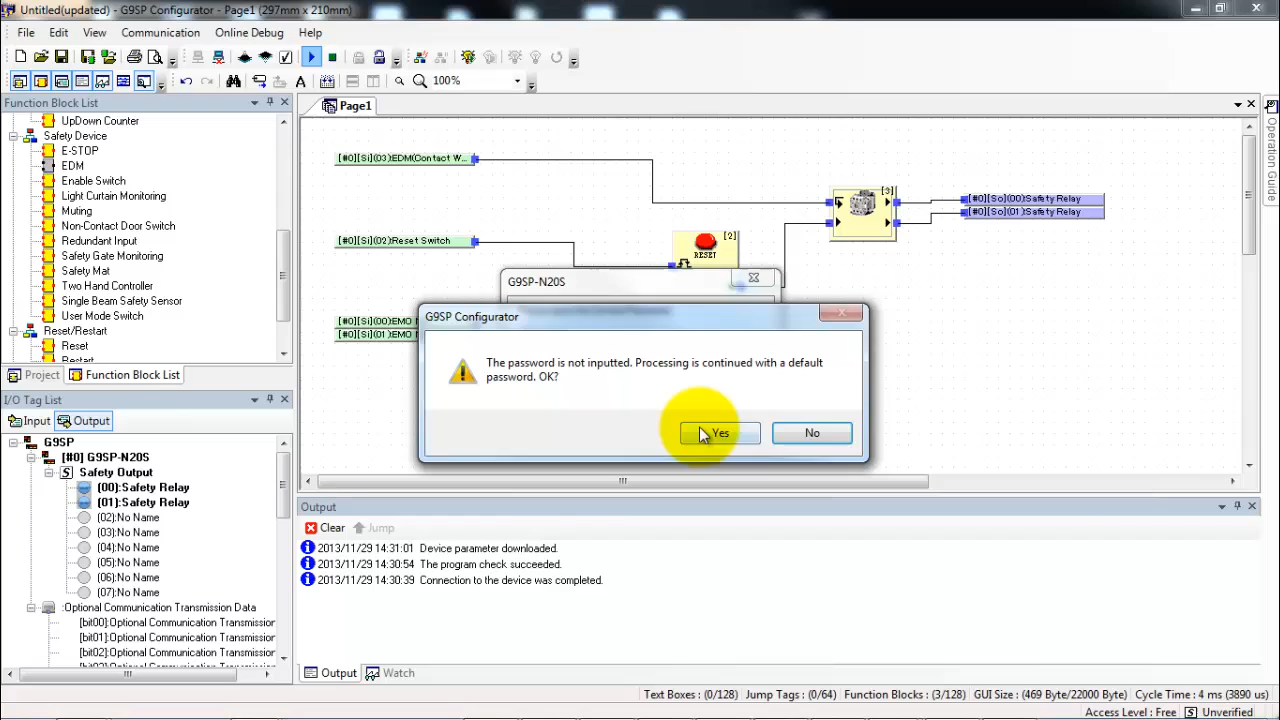 Untitled(updated) - G9SP Configurator - Page1 (297mm x 210mm)
File Edit View Communication Online Debug Help
100%
Function Block List
UpDown Counter
Safety Device
E-STOP
EDM
Enable Switch
Light Curtain Monitoring
Muting
Non-Contact Door Switch
Redundant Input
Safety Gate Monitoring
Safety Mat
Two Hand Controller
Single Beam Safety Sensor
User Mode Switch
Reset/Restart
Reset
Restart
Project Function Block List
I/O Tag List
Input Output
G9SP
[#0] G9SP-N20S
Safety Output
(00):Safety Relay
(01):Safety Relay
(02):No Name
(03):No Name
(04):No Name
(05):No Name
(06):No Name
(07):No Name
:Optional Communication Transmission Data
[bit00]:Optional Communication Transmission
[bit01]:Optional Communication Transmission
[bit02]:Optional Communication Transmission
Page1
Operation Guide
[#0][Si](03):EDM(Contact W...
[3]
[#0][So](00):Safety Relay
[#0][So](01):Safety Relay
[#0][Si](02):Reset Switch
[2]
RESET
[#0][Si](00):EMO
[#0][Si](01):EMO
G9SP-N20S
G9SP Configurator
The password is not inputted. Processing is continued with a default
password. OK?
Yes No
Output
Clear Jump
2013/11/29 14:31:01 Device parameter downloaded.
2013/11/29 14:30:54 The program check succeeded.
2013/11/29 14:30:39 Connection to the device was completed.
Output Watch
Text Boxes : (0/128) Jump Tags : (0/64) Function Blocks : (3/128) GUI Size : (469 Byte/22000 Byte) Cycle Time : 4 ms (3890 us)
Access Level : Free S Unverified